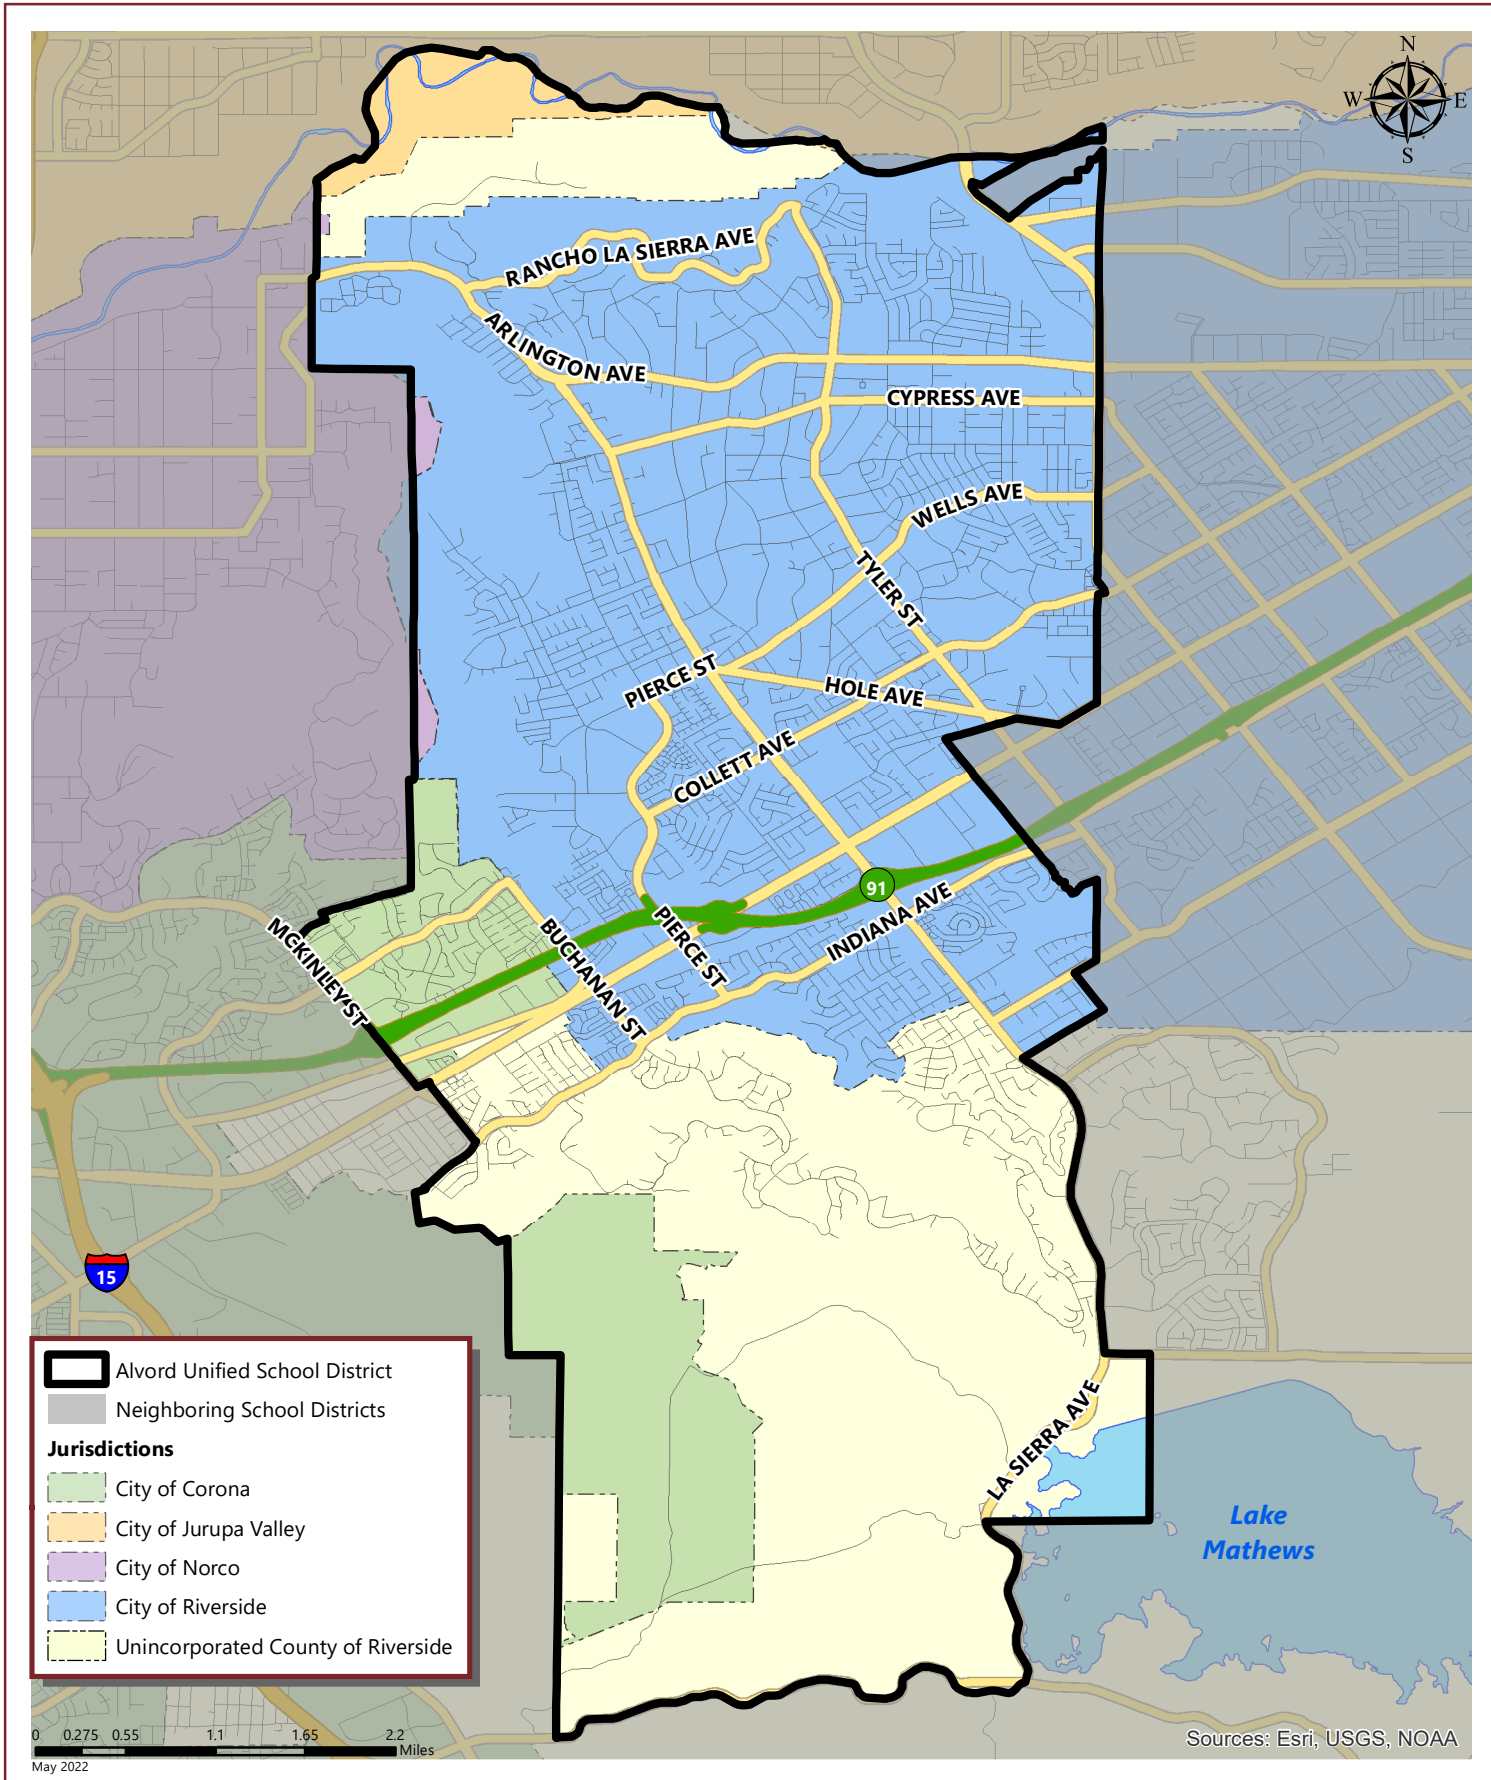 N
W E
S
RANCHO LA SIERRA AVE
ARLINGTON AVE
CYPRESS AVE
WELLS AVE
TYLER ST
PIERCE ST
HOLE AVE
COLLETT AVE
91
INDIANA AVE
PIERCE ST
BUCHANAN ST
MCKINLEY ST
15
LA SIERRA AVE
Lake
Mathews
Alvord Unified School District
Neighboring School Districts
Jurisdictions
City of Corona
City of Jurupa Valley
City of Norco
City of Riverside
Unincorporated County of Riverside
0 0.275 0.55 1.1 1.65 2.2
Miles
May 2022
Sources: Esri, USGS, NOAA